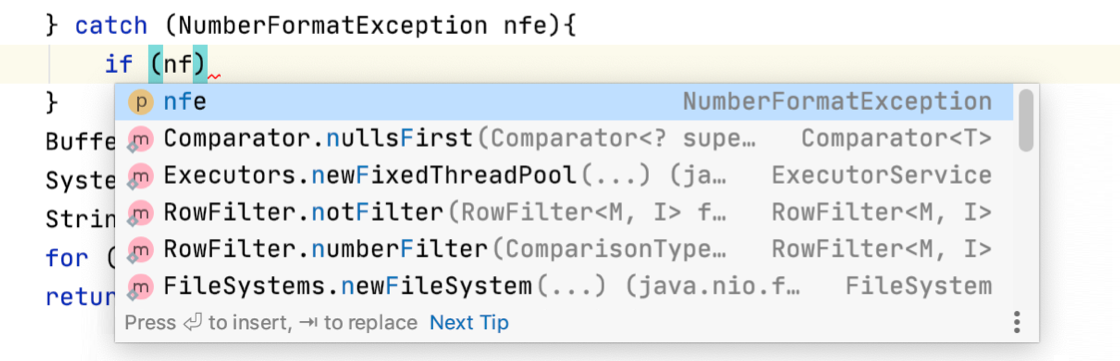 } catch (NumberFormatException nfe){
if (nf)
}
p nfe NumberFormatException
Buffe m Comparator.nullsFirst(Comparator<? supe… Comparator<T>
Syste m Executors.newFixedThreadPool(...) (ja… ExecutorService
Strin m RowFilter.notFilter(RowFilter<M, I> f… RowFilter<M, I>
for ( m RowFilter.numberFilter(ComparisonType… RowFilter<M, I>
retur m FileSystems.newFileSystem(...) (java.nio.f… FileSystem
Press ⏎ to insert, ⇥ to replace Next Tip